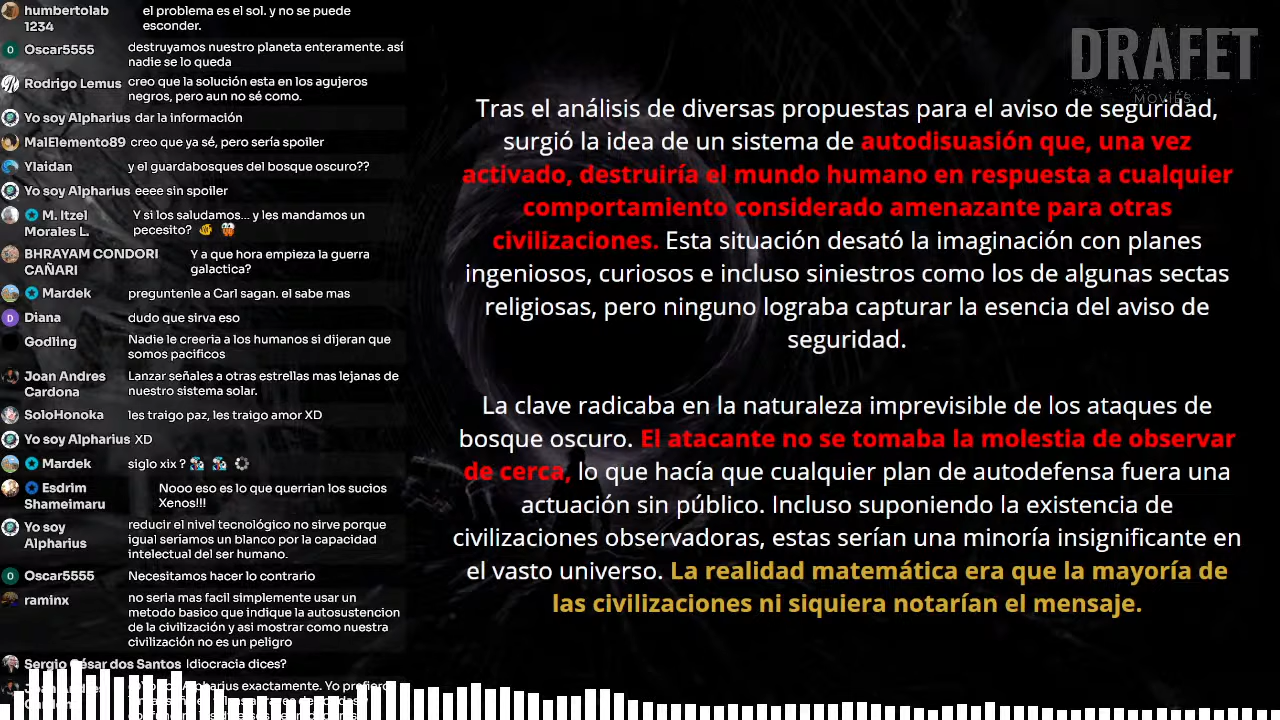 humbertolab
1234
el problema es el sol. y no se puede
esconder.
Oscar5555
destruyamos nuestro planeta enteramente. así
nadie se lo queda
Rodrigo Lemus
creo que la solución esta en los agujeros
negros, pero aun no sé como.
Yo soy Alpharius
dar la información
MalElemento89
creo que ya sé, pero sería spoiler
Ylaidan
y el guardabosques del bosque oscuro??
Yo soy Alpharius
eeee sin spoiler
M. Itzel
Morales L.
Y si los saludamos... y les mandamos un
pececito?
BHRAYAM CONDORI
CAÑARI
Y a que hora empieza la guerra
galactica?
Mardek
preguntenle a Carl sagan. el sabe mas
D
Diana
dudo que sirva eso
Godling
Nadie le creeria a los humanos si dijeran que
somos pacificos
Joan Andres
Cardona
Lanzar señales a otras estrellas mas lejanas de
nuestro sistema solar.
SoloHonoka
les traigo paz, les traigo amor XD
Yo soy Alpharius
XD
Mardek
siglo xix ?
Esdrim
Shameimaru
Nooo eso es lo que querrian los sucios
Xenos!!!
Yo soy
Alpharius
reducir el nivel tecnológico no sirve porque
igual seríamos un blanco por la capacidad
intelectual del ser humano.
Oscar5555
Necesitamos hacer lo contrario
raminx
no seria mas facil simplemente usar un
metodo basico que indique la autosustencion
de la civilización y asi mostrar como nuestra
civilización no es un peligro
Sergio César dos Santos
Idiocracia dices?
exactamente. Yo
DRAFET
MOVIES
Tras el análisis de diversas propuestas para el aviso de seguridad,
surgió la idea de un sistema de autodisuasión que, una vez
activado, destruiría el mundo humano en respuesta a cualquier
comportamiento considerado amenazante para otras
civilizaciones. Esta situación desató la imaginación con planes
ingeniosos, curiosos e incluso siniestros como los de algunas sectas
religiosas, pero ninguno lograba capturar la esencia del aviso de
seguridad.
La clave radicaba en la naturaleza imprevisible de los ataques de
bosque oscuro. El atacante no se tomaba la molestia de observar
de cerca, lo que hacía que cualquier plan de autodefensa fuera una
actuación sin público. Incluso suponiendo la existencia de
civilizaciones observadoras, estas serían una minoría insignificante en
el vasto universo. La realidad matemática era que la mayoría de
las civilizaciones ni siquiera notarían el mensaje.